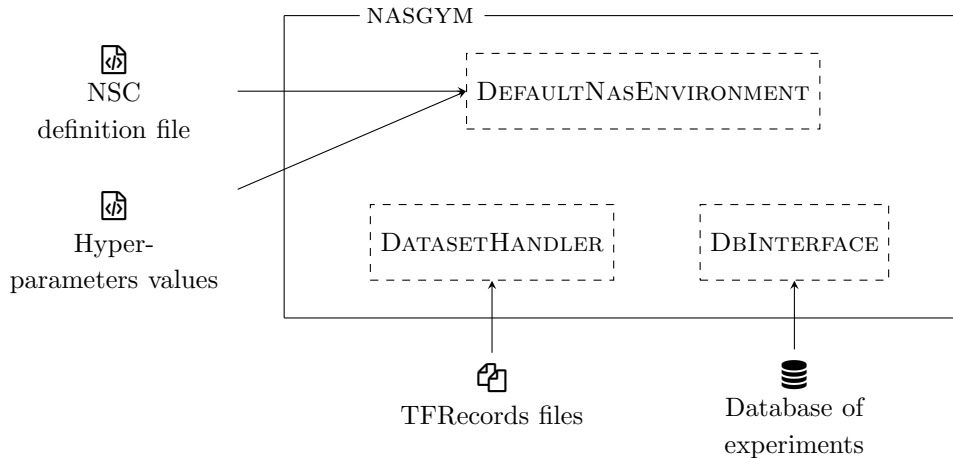 NASGYM
NSC
definition file
DEFAULTNASENVIRONMENT
Hyper-
parameters values
DATASETHANDLER
DBINTERFACE
TFRecords files
Database of
experiments